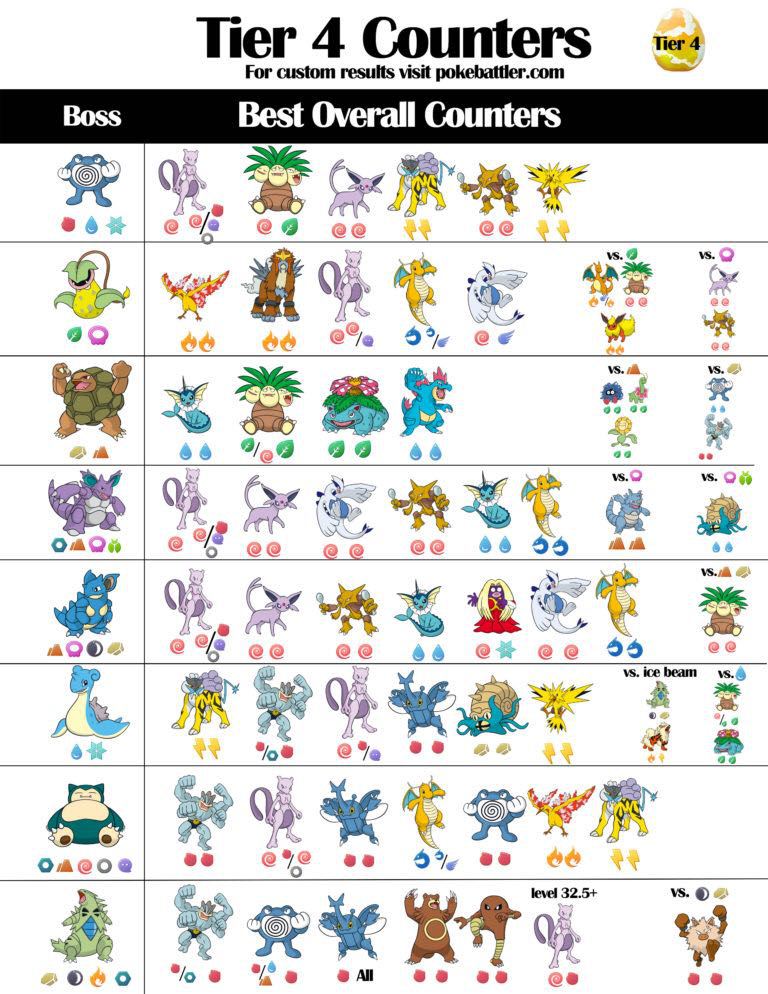 Tier 4 Counters
Tier 4
For custom results visit pokebattler.com
Boss
Best Overall Counters
vs.
vs.
vs.
vs.
vs.
vs.
vs.
vs. ice beam
vs.
level 32.5+
vs.
All